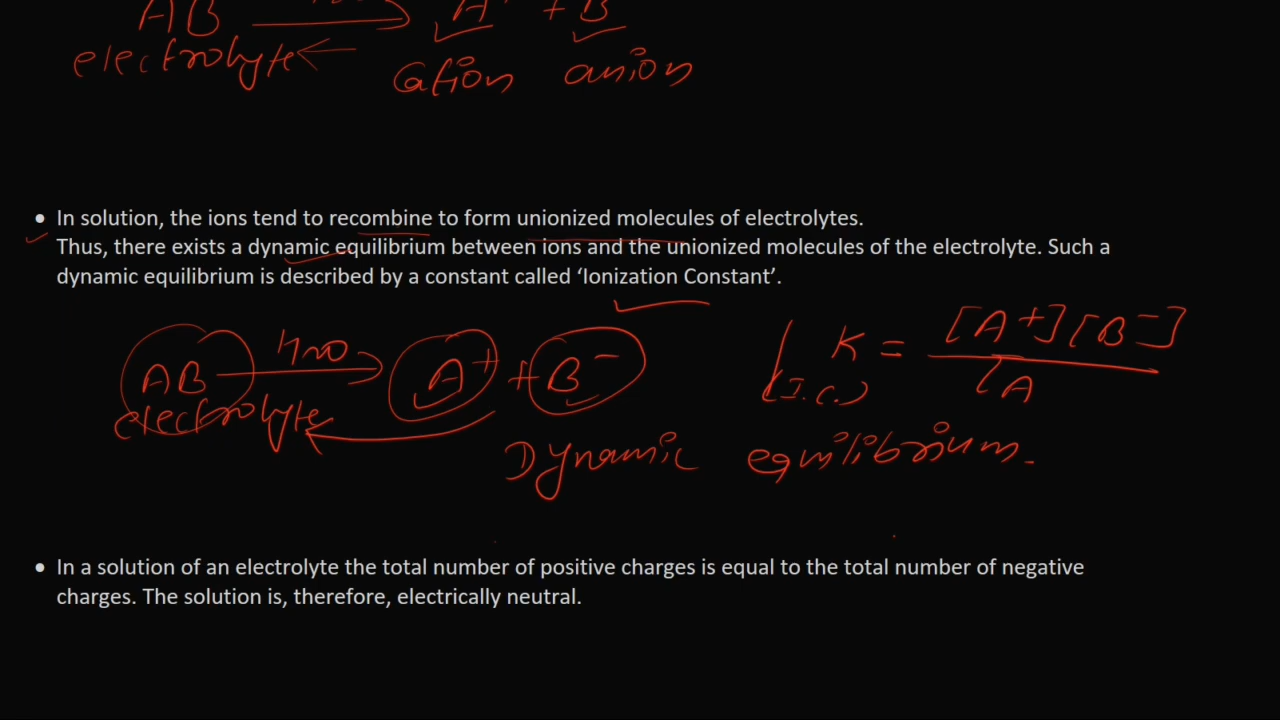 AB A + B
electrolyte cation anion
• In solution, the ions tend to recombine to form unionized molecules of electrolytes.
Thus, there exists a dynamic equilibrium between ions and the unionized molecules of the electrolyte. Such a
dynamic equilibrium is described by a constant called ‘Ionization Constant’.
AB H2O A+ + B− K = [A+][B−]
electrolyte (I.C.) [A
Dynamic equilibrium.
• In a solution of an electrolyte the total number of positive charges is equal to the total number of negative
charges. The solution is, therefore, electrically neutral.